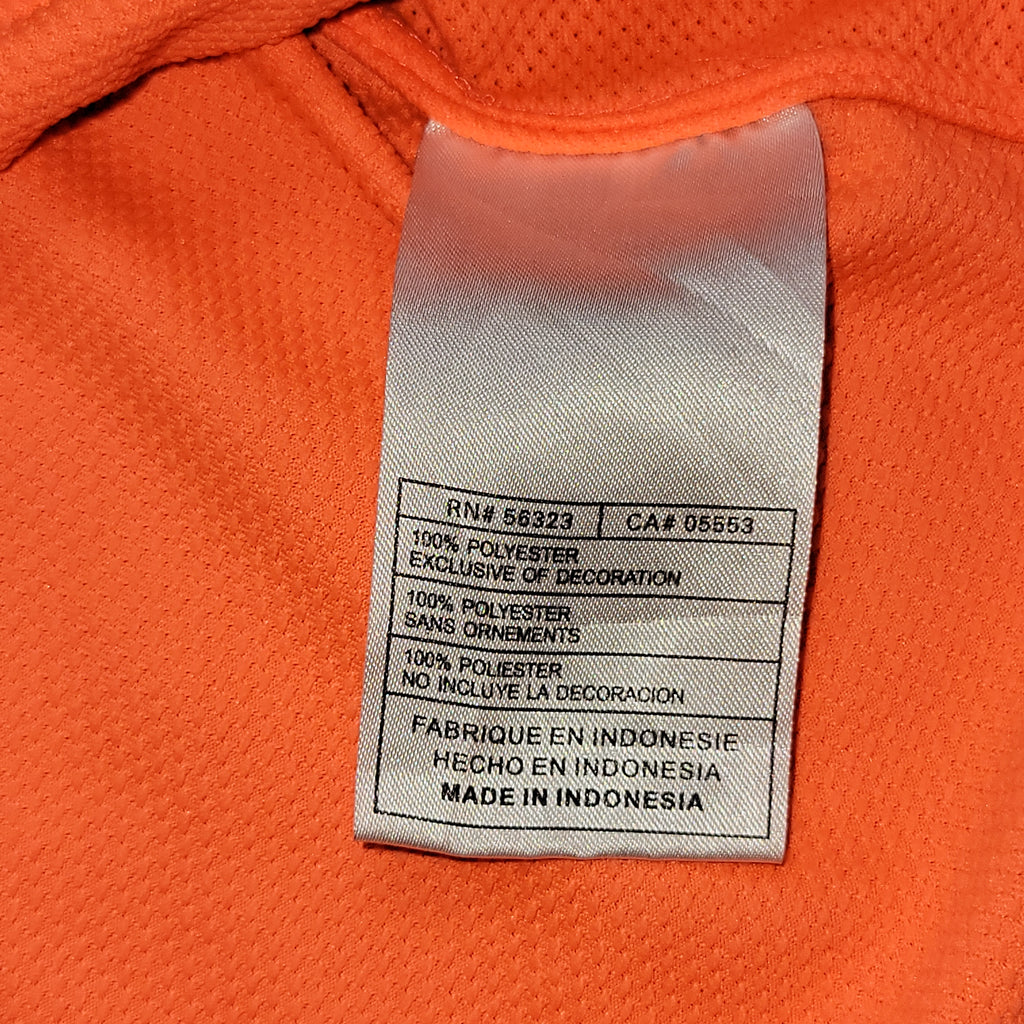 RN# 56323 CA# 05553
100% POLYESTER
EXCLUSIVE OF DECORATION
100% POLYESTER
SANS ORNEMENTS
100% POLIESTER
NO INCLUYE LA DECORACION
FABRIQUE EN INDONESIE
HECHO EN INDONESIA
MADE IN INDONESIA